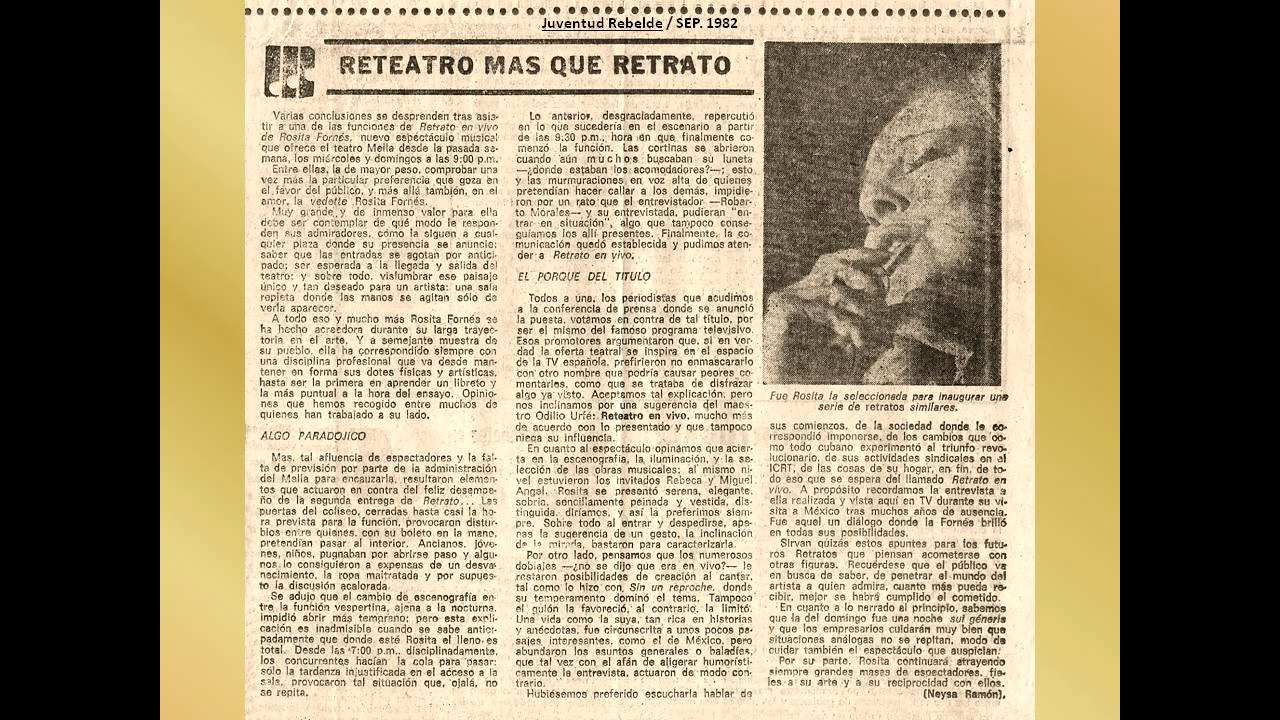 Juventud Rebelde / SEP. 1982
RETEATRO MAS QUE RETRATO
Varias conclusiones se desprenden tras asis-
tir a una de las funciones de Retrato en vivo
de Rosita Fornés, nuevo espectáculo musical
que ofrece el teatro Mella desde la pasada se-
mana, los miércoles y domingos a las 9:00 p.m.
Entre ellas, la de mayor peso, comprobar una
vez más la particular preferencia que goza en
el favor del público, y más allá también, en el
amor, la vedette Rosita Fornés.
Muy grande y de inmenso valor para ella
debe ser contemplar de qué modo le respon-
den sus admiradores, cómo la siguen a cual-
quier plaza donde su presencia se anuncie;
saber que las entradas se agotan por antici-
pado; ser esperada a la llegada y salida del
teatro; y sobre todo, vislumbrar ese paisaje
único y tan deseado para un artista: una sala
repleta donde las manos se agitan sólo de
verla aparecer.
A todo eso y mucho más Rosita Fornés se
ha hecho acreedora durante su larga trayec-
toria en el arte. Y a semejante muestra de
su pueblo, ella ha correspondido siempre con
una disciplina profesional que va desde man-
tener en forma sus dotes físicas y artísticas,
hasta ser la primera en aprender un libreto y
la más puntual a la hora del ensayo. Opinio-
nes que hemos recogido entre muchos de
quienes han trabajado a su lado.
ALGO PARADOJICO
Mas, tal afluencia de espectadores y la fal-
ta de previsión por parte de la administración
del Mella para encauzarla, resultaron elemen-
tos que actuaron en contra del feliz desempe-
ño de la segunda entrega de Retrato... Las
puertas del coliseo, cerradas hasta casi la ho-
ra prevista para la función, provocaron distur-
bios entre quienes, con su boleto en la mano,
pretendían pasar al interior. Ancianos, jóve-
nes, niños, pugnaban por abrirse paso y algu-
nos lo consiguieron a expensas de un desva-
necimiento, la ropa maltratada y por supues-
to la discusión acalorada.
Se adujo que el cambio de escenografía en-
tre la función vespertina, ajena a la nocturna,
impidió abrir más temprano; pero esta expli-
cación es inadmisible cuando se sabe antici-
padamente que donde esté Rosita el lleno es
total. Desde las 7:00 p.m., disciplinadamente,
los concurrentes hacían la cola para pasar;
sólo la tardanza injustificada en el acceso a la
sala, provocaron tal situación que, ojalá, no
se repita.
Lo anterior, desgraciadamente, repercutió
en lo que sucedería en el escenario a partir
de las 9:30 p.m., hora en que finalmente co-
menzó la función. Las cortinas se abrieron
cuando aún muchos buscaban su luneta
—¿dónde estaban los acomodadores?—; esto
y las murmuraciones en voz alta de quienes
pretendían hacer callar a los demás, impidie-
ron por un rato que el entrevistador —Rober-
to Morales— y su entrevistada, pudieran "en-
trar en situación", algo que tampoco conse-
guíamos los allí presentes. Finalmente, la co-
municación quedó establecida y pudimos aten-
der a Retrato en vivo.
EL PORQUE DEL TITULO
Todos a una, los periodistas que acudimos
a la conferencia de prensa donde se anunció
la puesta, votamos en contra de tal título, por
ser el mismo del famoso programa televisivo.
Esos promotores argumentaron que, si en ver-
dad la oferta teatral se inspira en el espacio
de la TV española, prefirieron no enmascararlo
con otro nombre que podría causar peores co-
mentarios, como que se trataba de disfrazar
algo ya visto. Aceptamos tal explicación, pero
nos inclinamos por una sugerencia del maes-
tro Odilio Urfé: Reteatro en vivo, mucho más
de acuerdo con lo presentado y que tampoco
niega su influencia.
En cuanto al espectáculo opinamos que acier-
ta en la escenografía, la iluminación, y la se-
lección de las obras musicales; al mismo ni-
vel estuvieron los invitados Rebeca y Miguel
Angel. Rosita se presentó serena, elegante,
sobria, sencillamente peinada y vestida, dis-
tinguida, diríamos, y así la preferimos siem-
pre. Sobre todo al entrar y despedirse, ape-
nas la sugerencia de un gesto, la inclinación
de la mirada, bastaron para caracterizarla.
Por otro lado, pensamos que los numerosos
doblajes —¿no se dijo que era en vivo?— le
restaron posibilidades de creación al cantar,
tal como lo hizo con Sin un reproche, donde
su temperamento dominó el tema. Tampoco
el guión la favoreció, al contrario, la limitó.
Una vida como la suya, tan rica en historias
y anécdotas, fue circunscrita a unos pocos pa-
sajes interesantes, como el de México, pero
abundaron los asuntos generales o baladíes,
que tal vez con el afán de aligerar humorísti-
camente la entrevista, actuaron de modo con-
trario.
Hubiésemos preferido escucharla hablar de
Fue Rosita la seleccionada para inaugurar una
serie de retratos similares.
sus comienzos, de la sociedad donde le co-
rrespondió imponerse, de los cambios que co-
mo todo cubano experimentó al triunfo revo-
lucionario, de sus actividades sindicales en el
ICRT, de las cosas de su hogar, en fin, de to-
do eso que se espera del llamado Retrato en
vivo. A propósito recordamos la entrevista a
ella realizada y vista aquí en TV durante su vi-
sita a México tras muchos años de ausencia.
Fue aquel un diálogo donde la Fornés brilló
en todas sus posibilidades.
Sirvan quizás estos apuntes para los futu-
ros Retratos que piensan acometerse con
otras figuras. Recuérdese que el público va
en busca de saber, de penetrar el mundo del
artista a quien admira, cuanto más pueda re-
cibir, mejor se habrá cumplido el cometido.
En cuanto a lo narrado al principio, sabemos
que la del domingo fue una noche sui géneris
y que los empresarios cuidarán muy bien que
situaciones análogas no se repitan, modo de
cuidar también el espectáculo que auspician.
Por su parte, Rosita continuará atrayendo
siempre grandes masas de espectadores, fie-
les a su arte y a su reciprocidad con ellos.
(Neysa Ramón).